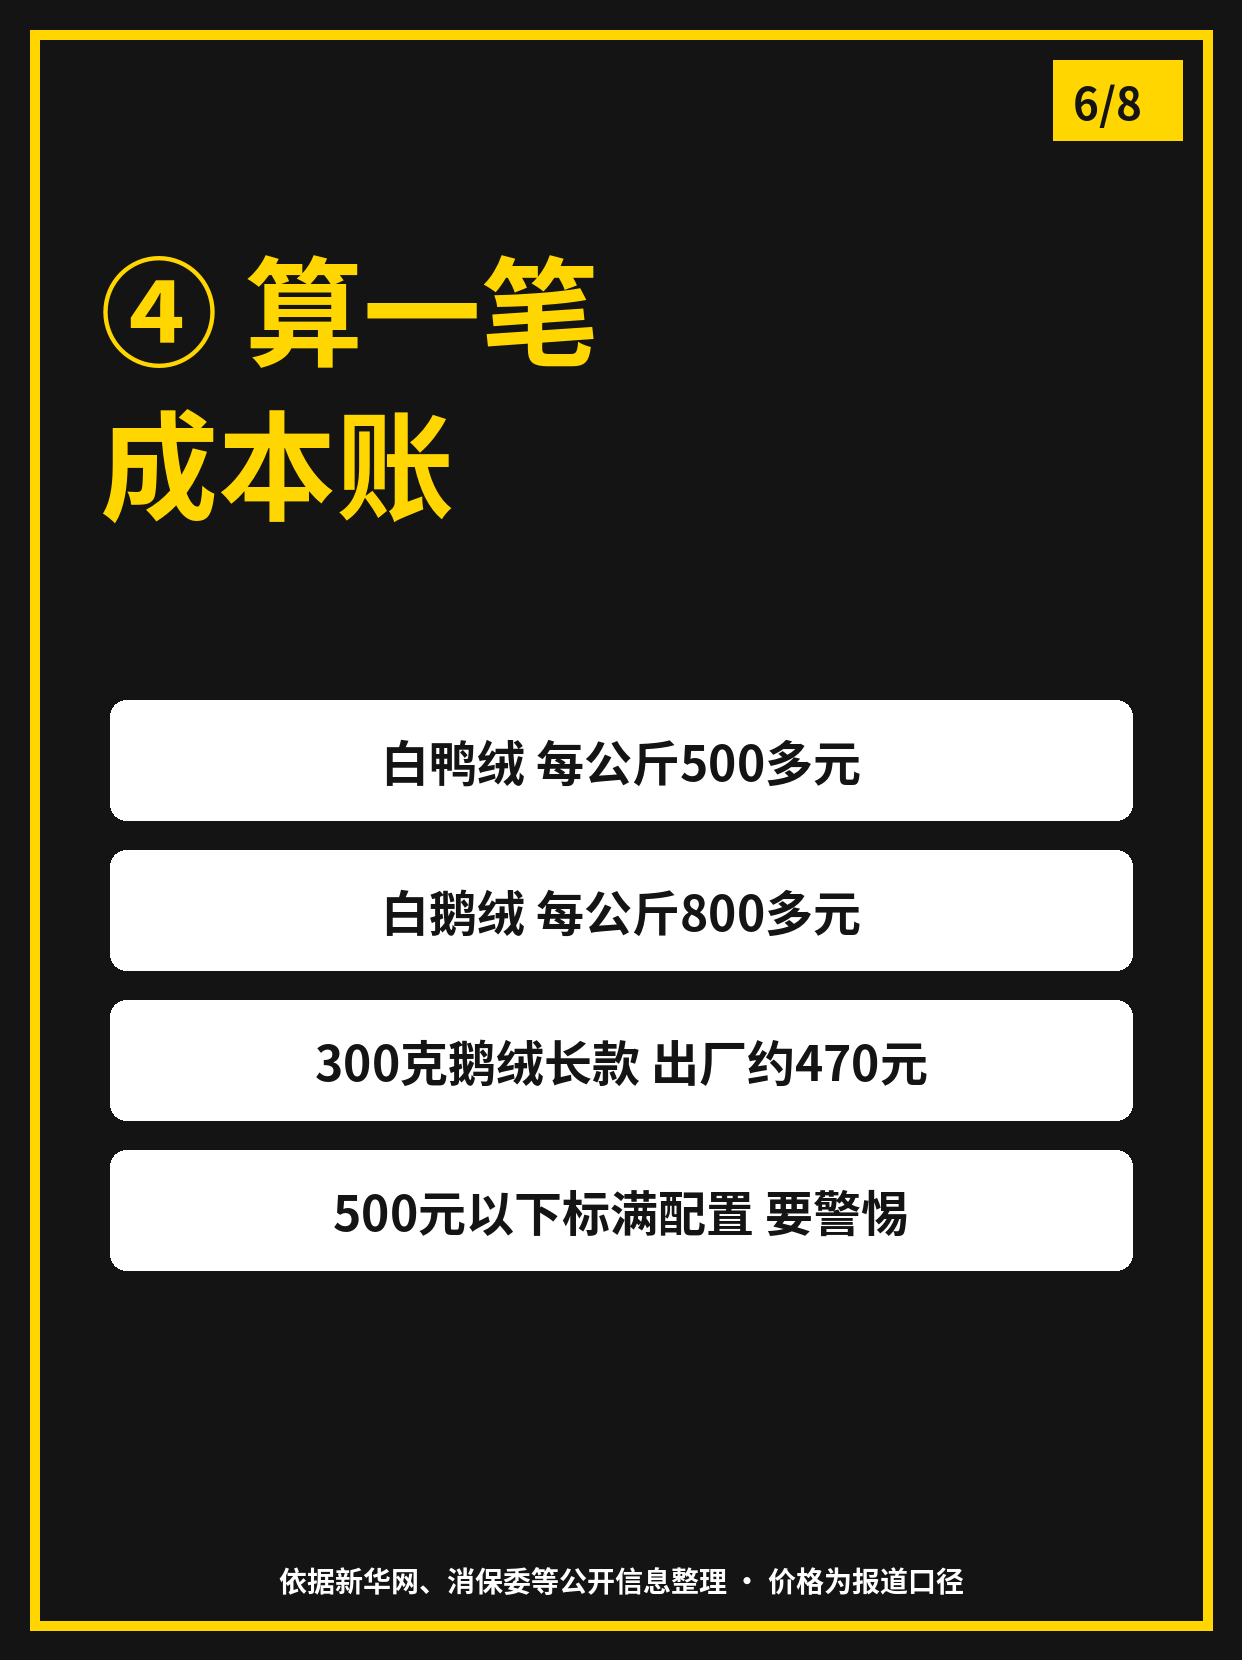 6/8
④ 算一笔
成本账
白鸭绒 每公斤500多元
白鹅绒 每公斤800多元
300克鹅绒长款 出厂约470元
500元以下标满配置 要警惕
依据新华网、消保委等公开信息整理 · 价格为报道口径